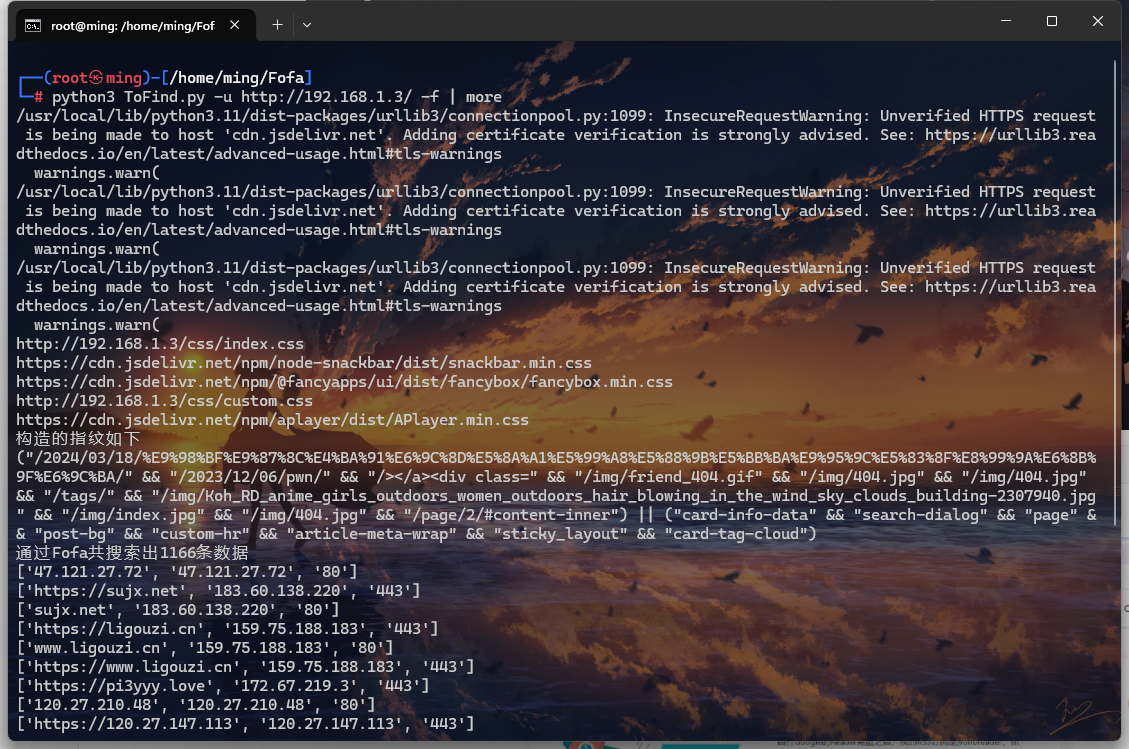 root@ming: /home/ming/Fof
┌──(root㉿ming)-[/home/ming/Fofa]
└─# python3 ToFind.py -u http://192.168.1.3/ -f | more
/usr/local/lib/python3.11/dist-packages/urllib3/connectionpool.py:1099: InsecureRequestWarning: Unverified HTTPS request
 is being made to host 'cdn.jsdelivr.net'. Adding certificate verification is strongly advised. See: https://urllib3.rea
dthedocs.io/en/latest/advanced-usage.html#tls-warnings
  warnings.warn(
/usr/local/lib/python3.11/dist-packages/urllib3/connectionpool.py:1099: InsecureRequestWarning: Unverified HTTPS request
 is being made to host 'cdn.jsdelivr.net'. Adding certificate verification is strongly advised. See: https://urllib3.rea
dthedocs.io/en/latest/advanced-usage.html#tls-warnings
  warnings.warn(
/usr/local/lib/python3.11/dist-packages/urllib3/connectionpool.py:1099: InsecureRequestWarning: Unverified HTTPS request
 is being made to host 'cdn.jsdelivr.net'. Adding certificate verification is strongly advised. See: https://urllib3.rea
dthedocs.io/en/latest/advanced-usage.html#tls-warnings
  warnings.warn(
http://192.168.1.3/css/index.css
https://cdn.jsdelivr.net/npm/node-snackbar/dist/snackbar.min.css
https://cdn.jsdelivr.net/npm/@fancyapps/ui/dist/fancybox/fancybox.min.css
http://192.168.1.3/css/custom.css
https://cdn.jsdelivr.net/npm/aplayer/dist/APlayer.min.css
构造的指纹如下
("/2024/03/18/%E9%98%BF%E9%87%8C%E4%BA%91%E6%9C%8D%E5%8A%A1%E5%99%A8%E5%88%9B%E5%BB%BA%E9%95%9C%E5%83%8F%E8%99%9A%E6%8B%
9F%E6%9C%BA/" && "/2023/12/06/pwn/" && "/></a><div class=" && "/img/friend_404.gif" && "/img/404.jpg" && "/img/404.jpg"
&& "/tags/" && "/img/Koh_RD_anime_girls_outdoors_women_outdoors_hair_blowing_in_the_wind_sky_clouds_building-2307940.jpg
" && "/img/index.jpg" && "/img/404.jpg" && "/page/2/#content-inner") || ("card-info-data" && "search-dialog" && "page" &
& "post-bg" && "custom-hr" && "article-meta-wrap" && "sticky_layout" && "card-tag-cloud")
通过Fofa共搜索出1166条数据
['47.121.27.72', '47.121.27.72', '80']
['https://sujx.net', '183.60.138.220', '443']
['sujx.net', '183.60.138.220', '80']
['https://ligouzi.cn', '159.75.188.183', '443']
['www.ligouzi.cn', '159.75.188.183', '80']
['https://www.ligouzi.cn', '159.75.188.183', '443']
['https://pi3yyy.love', '172.67.219.3', '443']
['120.27.210.48', '120.27.210.48', '80']
['https://120.27.147.113', '120.27.147.113', '443']